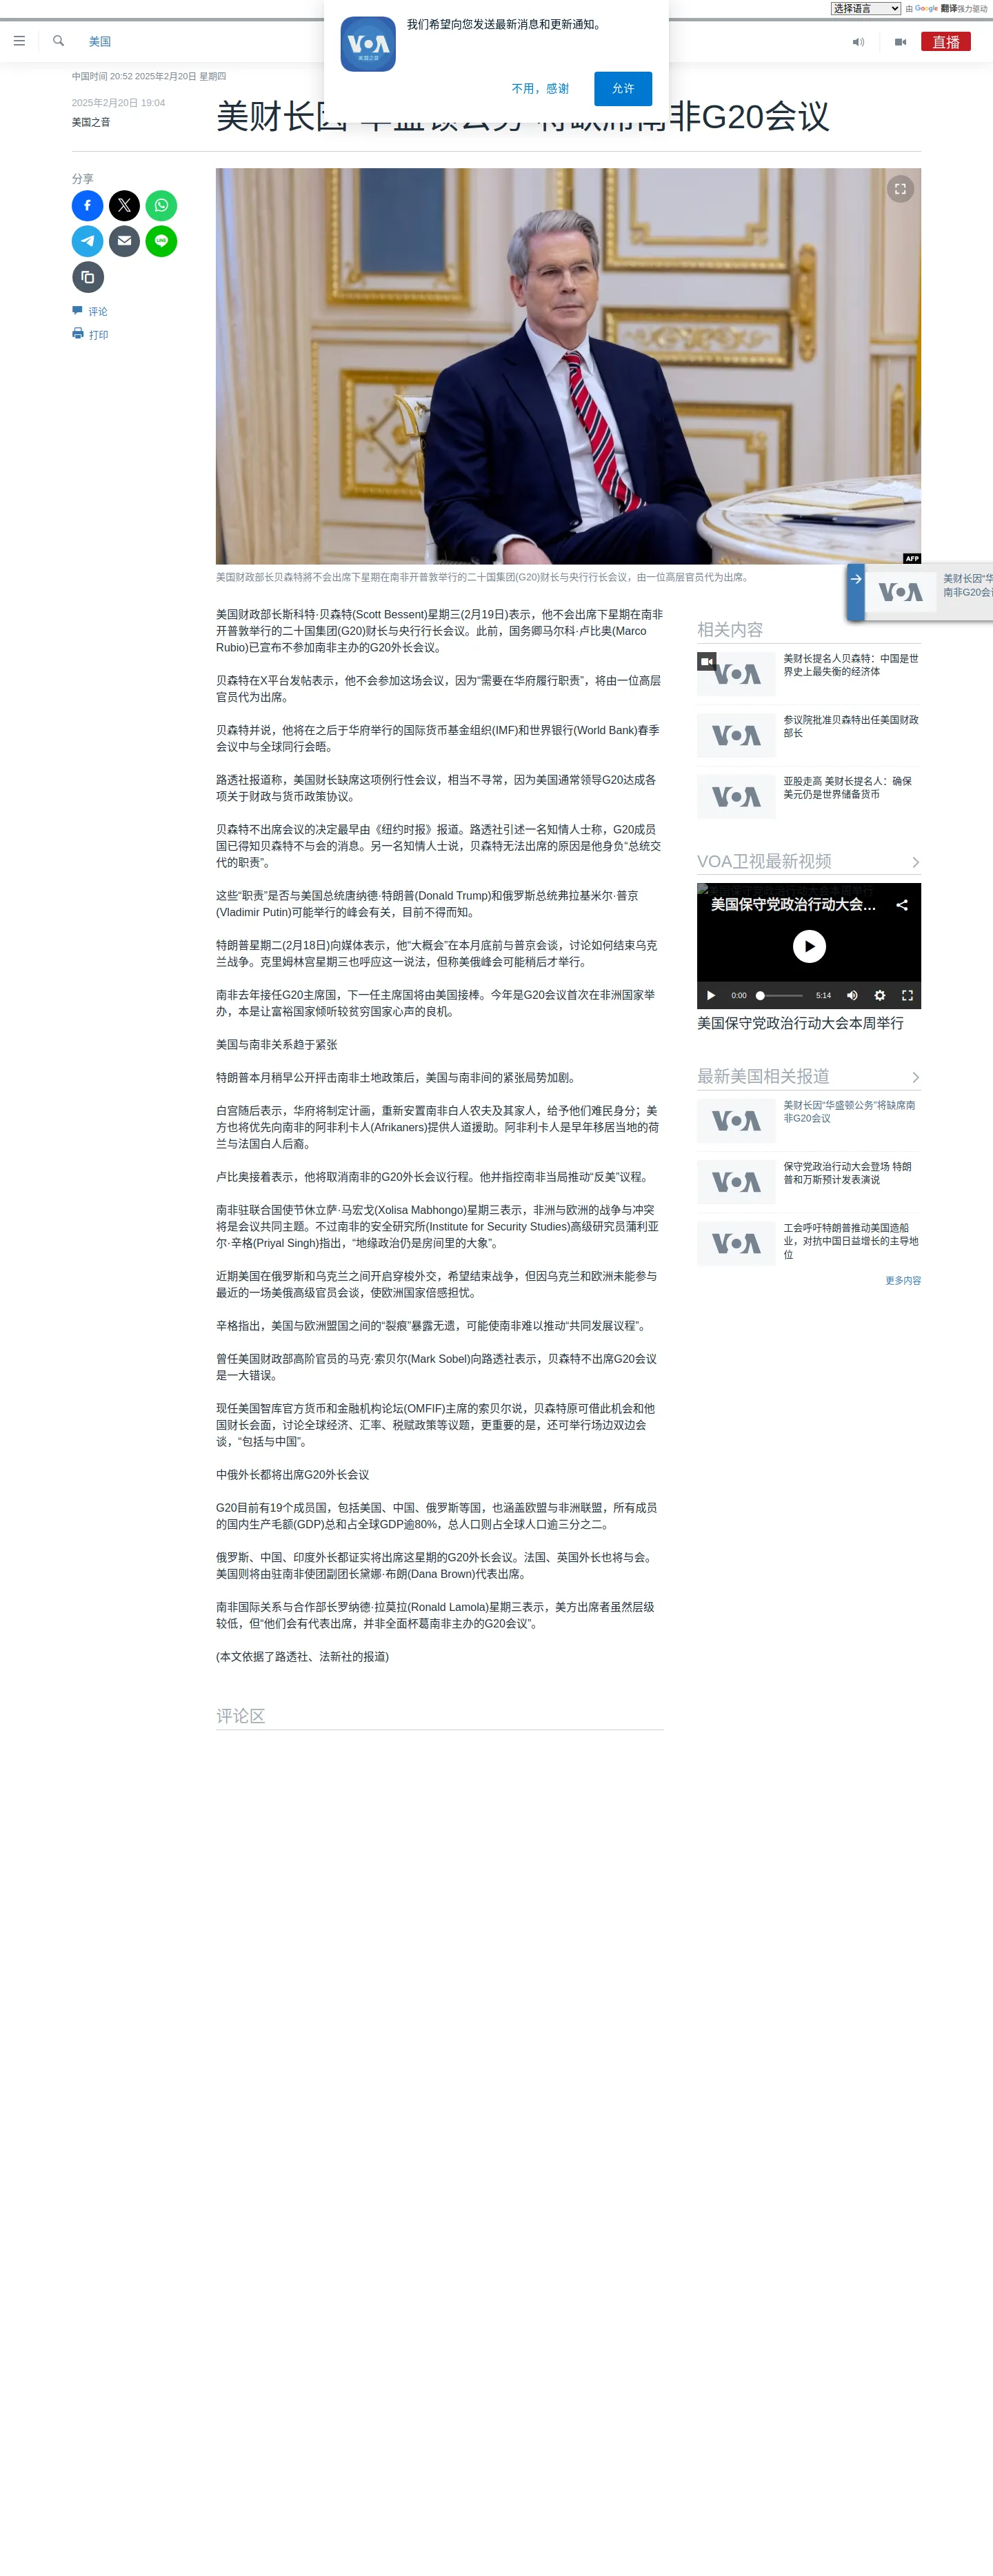 选择语言 由 Google 翻译强力驱动
我们希望向您发送最新消息和更新通知。
VOA
美国之音
不用，感谢
允许
美国
直播
中国时间 20:52 2025年2月20日 星期四
2025年2月20日 19:04
美国之音
美财长因"华盛顿公务"将缺席南非G20会议
分享
评论
打印
AFP
美国财政部长贝森特將不会出席下星期在南非开普敦举行的二十国集团(G20)财长与央行行长会议，由一位高层官员代为出席。
美国财政部长斯科特·贝森特(Scott Bessent)星期三(2月19日)表示，他不会出席下星期在南非
开普敦举行的二十国集团(G20)财长与央行行长会议。此前，国务卿马尔科·卢比奥(Marco
Rubio)已宣布不参加南非主办的G20外长会议。
贝森特在X平台发帖表示，他不会参加这场会议，因为“需要在华府履行职责”，将由一位高层
官员代为出席。
贝森特并说，他将在之后于华府举行的国际货币基金组织(IMF)和世界银行(World Bank)春季
会议中与全球同行会晤。
路透社报道称，美国财长缺席这项例行性会议，相当不寻常，因为美国通常领导G20达成各
项关于财政与货币政策协议。
贝森特不出席会议的决定最早由《纽约时报》报道。路透社引述一名知情人士称，G20成员
国已得知贝森特不与会的消息。另一名知情人士说，贝森特无法出席的原因是他身负“总统交
代的职责”。
这些“职责”是否与美国总统唐纳德·特朗普(Donald Trump)和俄罗斯总统弗拉基米尔·普京
(Vladimir Putin)可能举行的峰会有关，目前不得而知。
特朗普星期二(2月18日)向媒体表示，他“大概会”在本月底前与普京会谈，讨论如何结束乌克
兰战争。克里姆林宫星期三也呼应这一说法，但称美俄峰会可能稍后才举行。
南非去年接任G20主席国，下一任主席国将由美国接棒。今年是G20会议首次在非洲国家举
办，本是让富裕国家倾听较贫穷国家心声的良机。
美国与南非关系趋于紧张
特朗普本月稍早公开抨击南非土地政策后，美国与南非间的紧张局势加剧。
白宫随后表示，华府将制定计画，重新安置南非白人农夫及其家人，给予他们难民身分；美
方也将优先向南非的阿非利卡人(Afrikaners)提供人道援助。阿非利卡人是早年移居当地的荷
兰与法国白人后裔。
卢比奥接着表示，他将取消南非的G20外长会议行程。他并指控南非当局推动“反美”议程。
南非驻联合国使节休立萨·马宏戈(Xolisa Mabhongo)星期三表示，非洲与欧洲的战争与冲突
将是会议共同主题。不过南非的安全研究所(Institute for Security Studies)高级研究员蒲利亚
尔·辛格(Priyal Singh)指出，“地缘政治仍是房间里的大象”。
近期美国在俄罗斯和乌克兰之间开启穿梭外交，希望结束战争，但因乌克兰和欧洲未能参与
最近的一场美俄高级官员会谈，使欧洲国家倍感担忧。
辛格指出，美国与欧洲盟国之间的“裂痕”暴露无遗，可能使南非难以推动“共同发展议程”。
曾任美国财政部高阶官员的马克·索贝尔(Mark Sobel)向路透社表示，贝森特不出席G20会议
是一大错误。
现任美国智库官方货币和金融机构论坛(OMFIF)主席的索贝尔说，贝森特原可借此机会和他
国财长会面，讨论全球经济、汇率、税赋政策等议题，更重要的是，还可举行场边双边会
谈，“包括与中国”。
中俄外长都将出席G20外长会议
G20目前有19个成员国，包括美国、中国、俄罗斯等国，也涵盖欧盟与非洲联盟，所有成员
的国内生产毛额(GDP)总和占全球GDP逾80%，总人口则占全球人口逾三分之二。
俄罗斯、中国、印度外长都证实将出席这星期的G20外长会议。法国、英国外长也将与会。
美国则将由驻南非使团副团长黛娜·布朗(Dana Brown)代表出席。
南非国际关系与合作部长罗纳德·拉莫拉(Ronald Lamola)星期三表示，美方出席者虽然层级
较低，但“他们会有代表出席，并非全面杯葛南非主办的G20会议”。
(本文依据了路透社、法新社的报道)
评论区
VOA
美财长因"华
南非G20会议
相关内容
VOA
美财长提名人贝森特：中国是世
界史上最失衡的经济体
VOA
参议院批准贝森特出任美国财政
部长
VOA
亚股走高 美财长提名人：确保
美元仍是世界储备货币
VOA卫视最新视频
美国保守党政治行动大会本周举行
美国保守党政治行动大会…
0:00
5:14
美国保守党政治行动大会本周举行
最新美国相关报道
VOA
美财长因"华盛顿公务"将缺席南
非G20会议
VOA
保守党政治行动大会登场 特朗
普和万斯预计发表演说
VOA
工会呼吁特朗普推动美国造船
业，对抗中国日益增长的主导地
位
更多内容